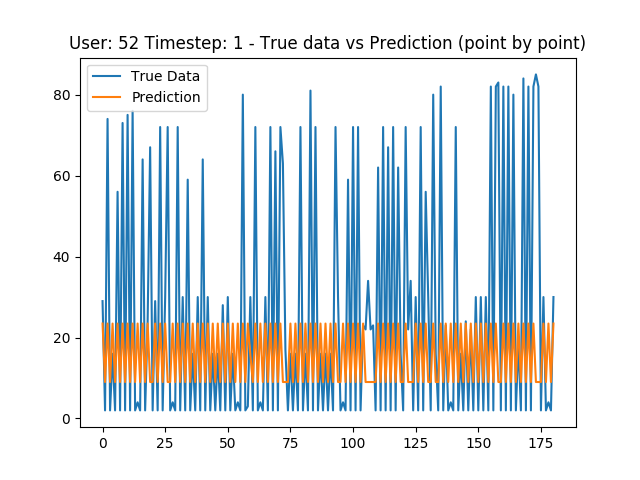 User: 52 Timestep: 1 - True data vs Prediction (point by point)
True Data
Prediction
80
60
40
20
0
0 25 50 75 100 125 150 175